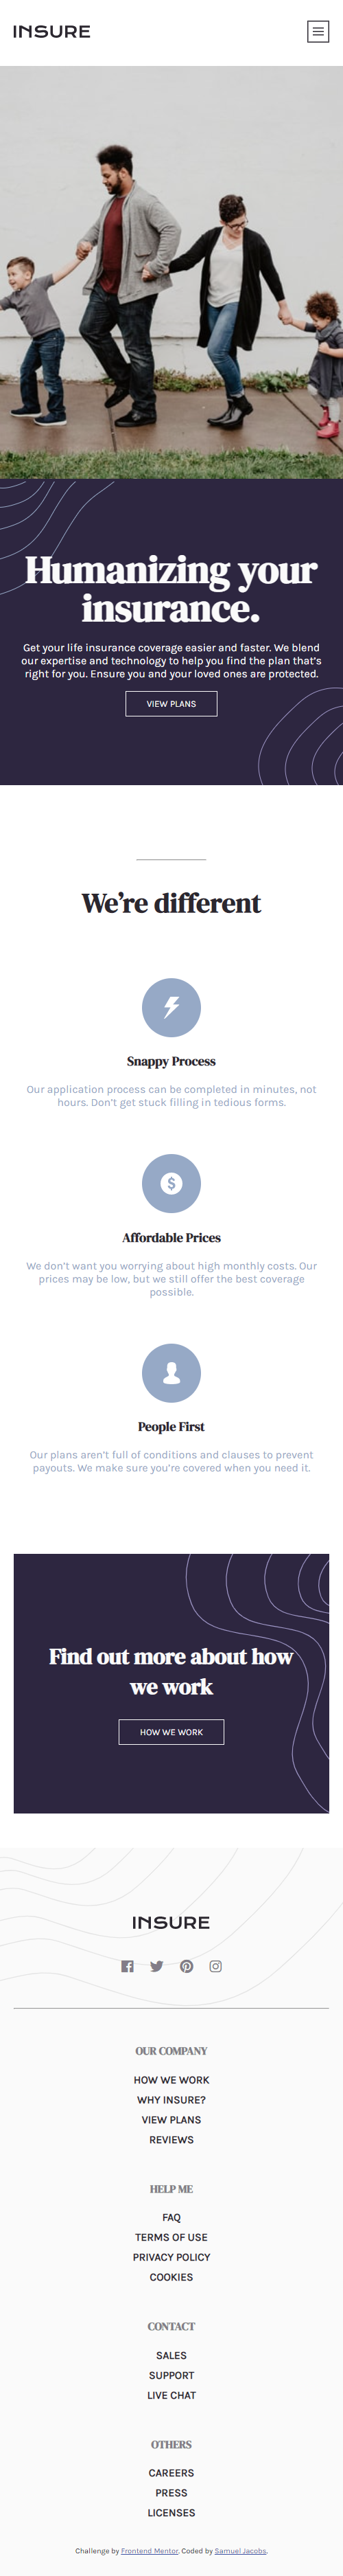 INSURE
Humanizing your
insurance.
Get your life insurance coverage easier and faster. We blend
our expertise and technology to help you find the plan that’s
right for you. Ensure you and your loved ones are protected.
VIEW PLANS
We’re different
Snappy Process
Our application process can be completed in minutes, not
hours. Don’t get stuck filling in tedious forms.
Affordable Prices
We don’t want you worrying about high monthly costs. Our
prices may be low, but we still offer the best coverage
possible.
People First
Our plans aren’t full of conditions and clauses to prevent
payouts. We make sure you’re covered when you need it.
Find out more about how
we work
HOW WE WORK
INSURE
OUR COMPANY
HOW WE WORK
WHY INSURE?
VIEW PLANS
REVIEWS
HELP ME
FAQ
TERMS OF USE
PRIVACY POLICY
COOKIES
CONTACT
SALES
SUPPORT
LIVE CHAT
OTHERS
CAREERS
PRESS
LICENSES
Challenge by Frontend Mentor. Coded by Samuel Jacobs.